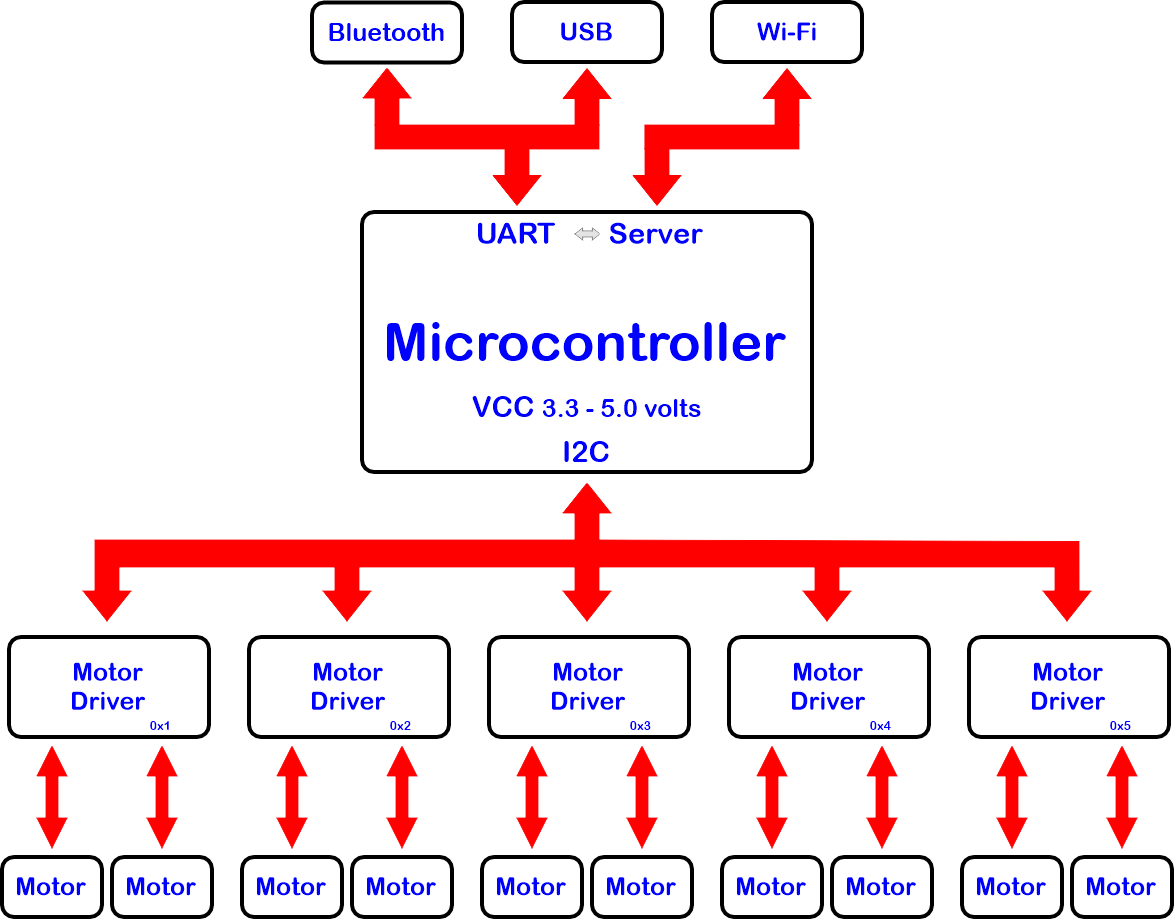 Bluetooth
USB
Wi-Fi
UART Server
Microcontroller
VCC 3.3 - 5.0 volts
I2C
Motor
Driver
0x1
Motor
Driver
0x2
Motor
Driver
0x3
Motor
Driver
0x4
Motor
Driver
0x5
Motor
Motor
Motor
Motor
Motor
Motor
Motor
Motor
Motor
Motor